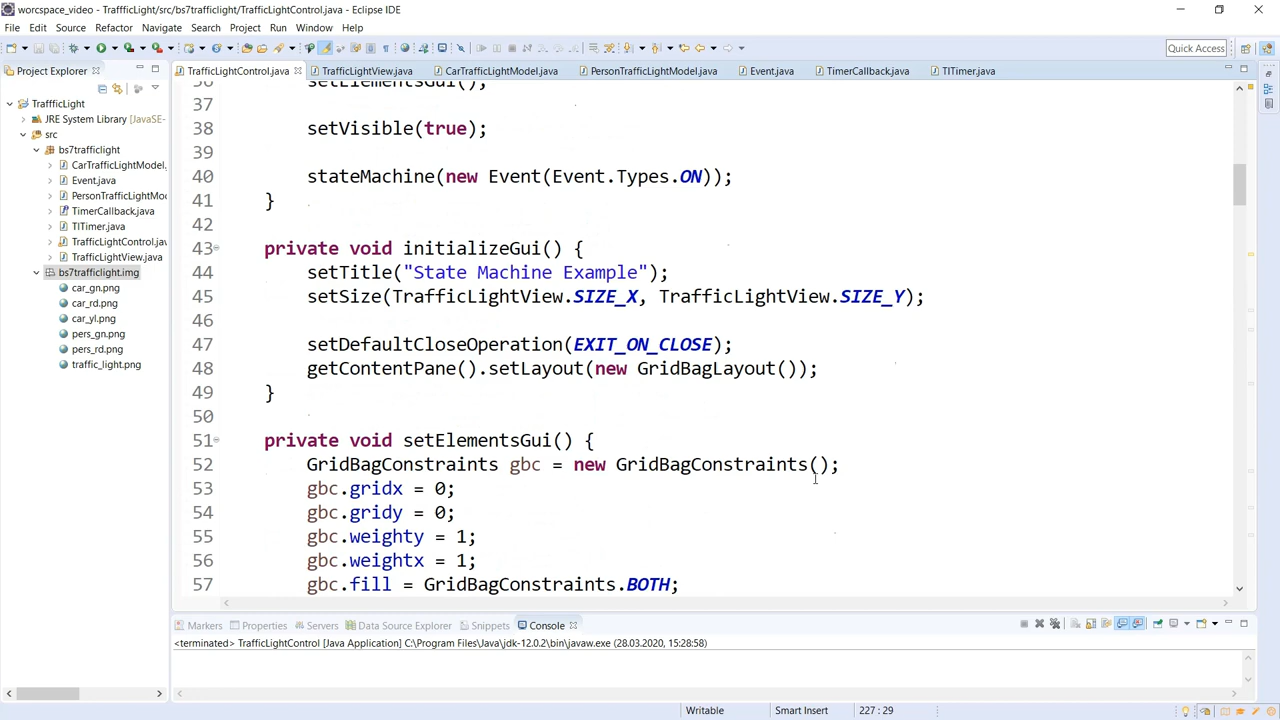 worcspace_video - TraffficLight/src/bs7trafficlight/TrafficLightControl.java - Eclipse IDE
File Edit Source Refactor Navigate Search Project Run Window Help
Quick Access
Project Explorer
TrafficLightControl.java TrafficLightView.java CarTrafficLightModel.java PersonTrafficLightModel.java Event.java TimerCallback.java TlTimer.java
TraffficLight
JRE System Library [JavaSE-
src
bs7trafficlight
CarTrafficLightModel.
Event.java
PersonTrafficLightMo
TimerCallback.java
TlTimer.java
TrafficLightControl.jav
TrafficLightView.java
bs7trafficlight.img
car_gn.png
car_rd.png
car_yl.png
pers_gn.png
pers_rd.png
traffic_light.png
36 setElementsGui();
37
38 setVisible(true);
39
40 stateMachine(new Event(Event.Types.ON));
41 }
42
43 private void initializeGui() {
44 setTitle("State Machine Example");
45 setSize(TrafficLightView.SIZE_X, TrafficLightView.SIZE_Y);
46
47 setDefaultCloseOperation(EXIT_ON_CLOSE);
48 getContentPane().setLayout(new GridBagLayout());
49 }
50
51 private void setElementsGui() {
52 GridBagConstraints gbc = new GridBagConstraints();
53 gbc.gridx = 0;
54 gbc.gridy = 0;
55 gbc.weighty = 1;
56 gbc.weightx = 1;
57 gbc.fill = GridBagConstraints.BOTH;
Markers Properties Servers Data Source Explorer Snippets Console
<terminated> TrafficLightControl [Java Application] C:\Program Files\Java\jdk-12.0.2\bin\javaw.exe (28.03.2020, 15:28:58)
Writable Smart Insert 227 : 29